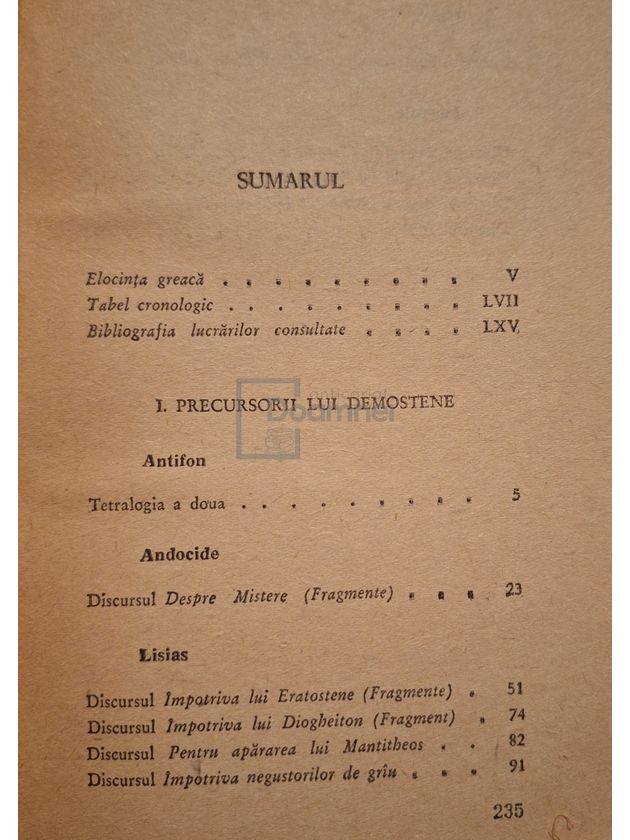 SUMARUL
Elocința greacă . . . . . . . . . V
Tabel cronologic . . . . . . . . . LVII
Bibliografia lucrărilor consultate . . . . LXV
I. PRECURSORII LUI DEMOSTENE
Antifon
Tetralogia a doua . . . . . . . . . 5
Andocide
Discursul Despre Mistere (Fragmente) . . . . 23
Lisias
Discursul Împotriva lui Eratostene (Fragmente) . 51
Discursul Împotriva lui Diogheiton (Fragment) . 74
Discursul Pentru apărarea lui Mantitheos . . 82
Discursul Împotriva negustorilor de grîu . . . 91
235